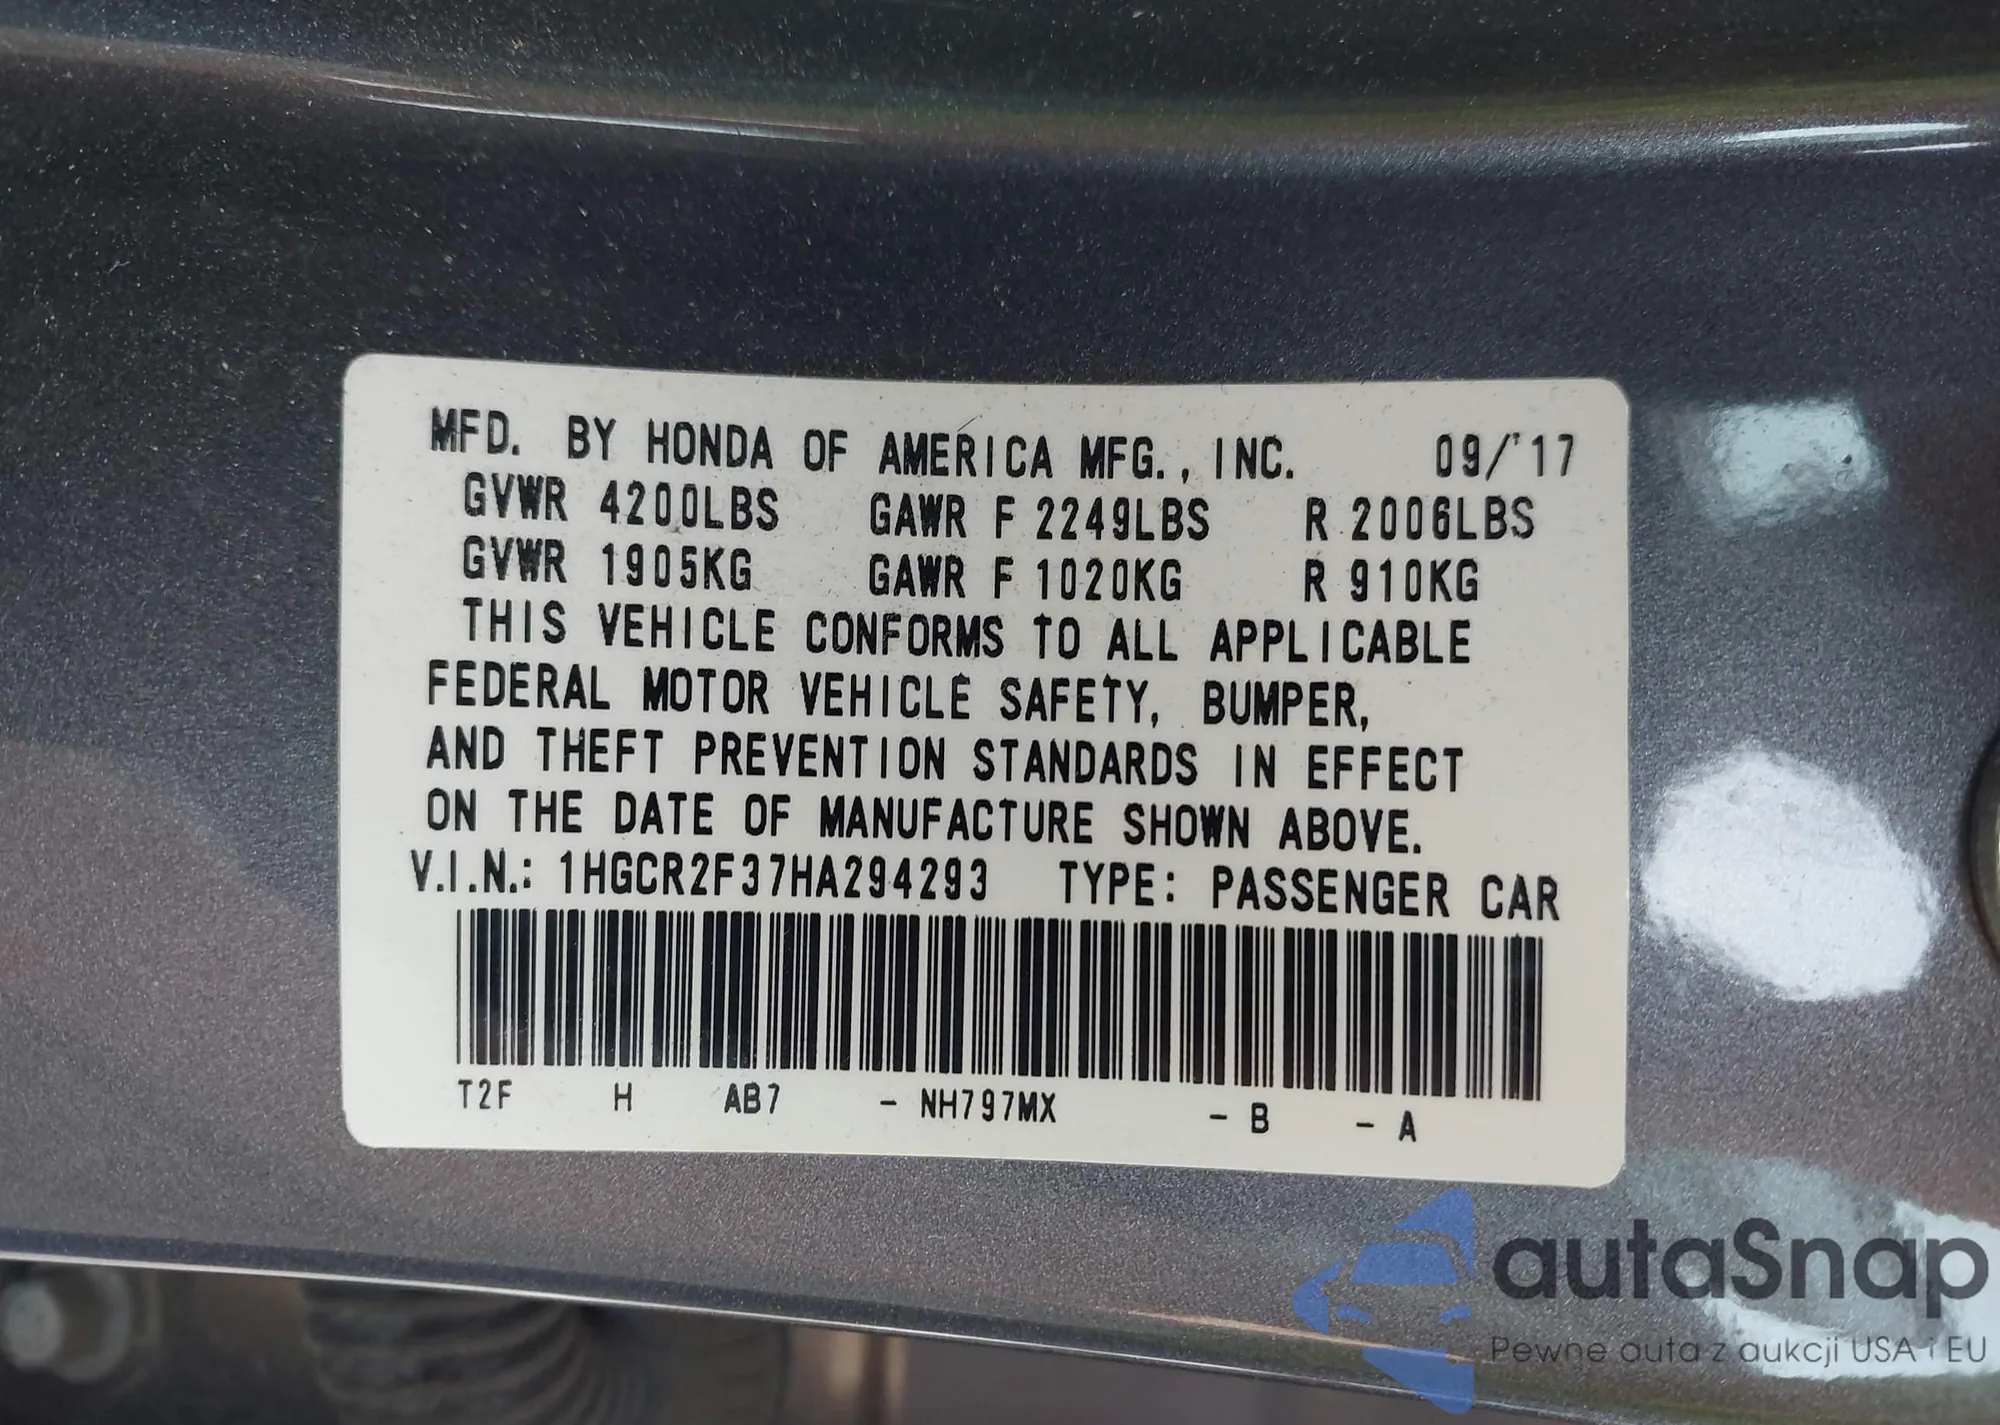 MFD. BY HONDA OF AMERICA MFG., INC. 09/'17
GVWR 4200LBS GAWR F 2249LBS R 2006LBS
GVWR 1905KG GAWR F 1020KG R 910KG
THIS VEHICLE CONFORMS TO ALL APPLICABLE
FEDERAL MOTOR VEHICLE SAFETY, BUMPER,
AND THEFT PREVENTION STANDARDS IN EFFECT
ON THE DATE OF MANUFACTURE SHOWN ABOVE.
V.I.N.: 1HGCR2F37HA294293 TYPE: PASSENGER CAR
T2F H AB7 - NH797MX - B - A
autaSnap
Pewne auta z aukcji USA i EU